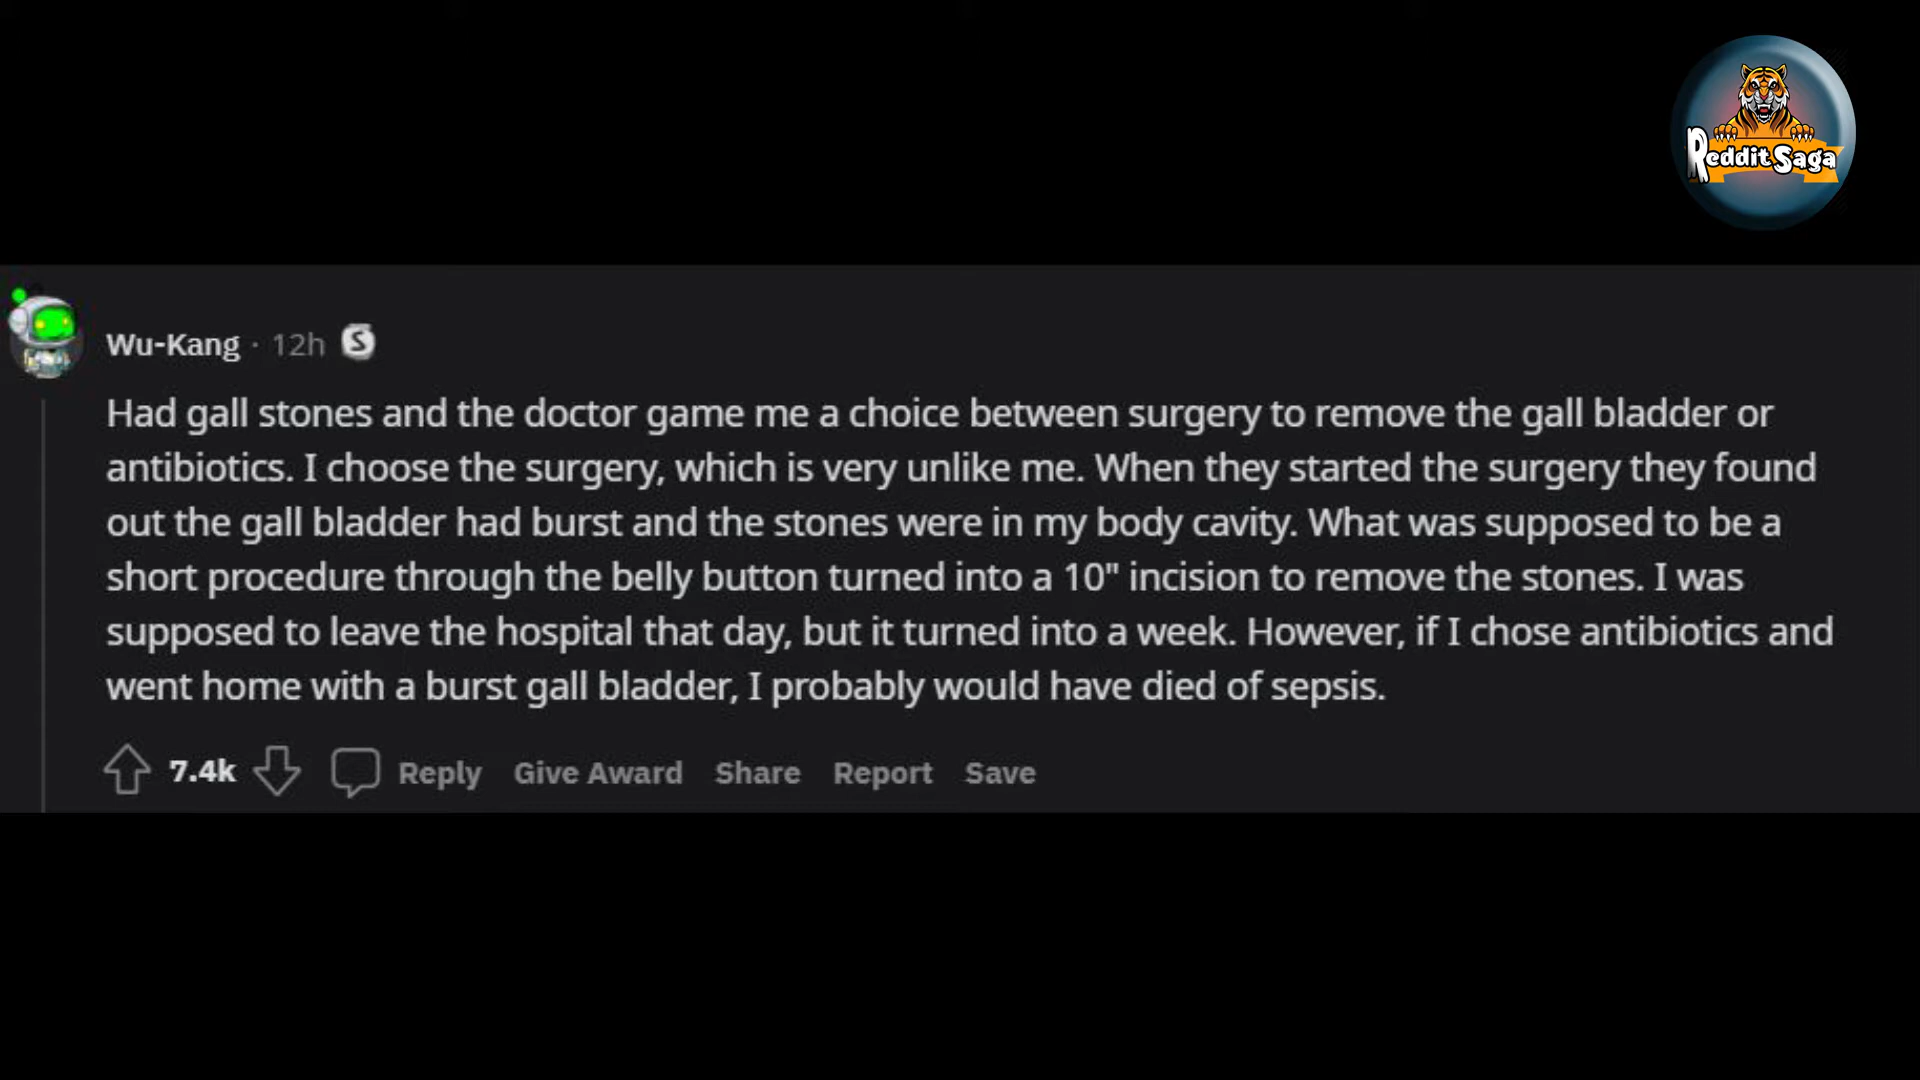 Reddit Saga
Wu-Kang · 12h S
Had gall stones and the doctor game me a choice between surgery to remove the gall bladder or
antibiotics. I choose the surgery, which is very unlike me. When they started the surgery they found
out the gall bladder had burst and the stones were in my body cavity. What was supposed to be a
short procedure through the belly button turned into a 10" incision to remove the stones. I was
supposed to leave the hospital that day, but it turned into a week. However, if I chose antibiotics and
went home with a burst gall bladder, I probably would have died of sepsis.
7.4k Reply Give Award Share Report Save